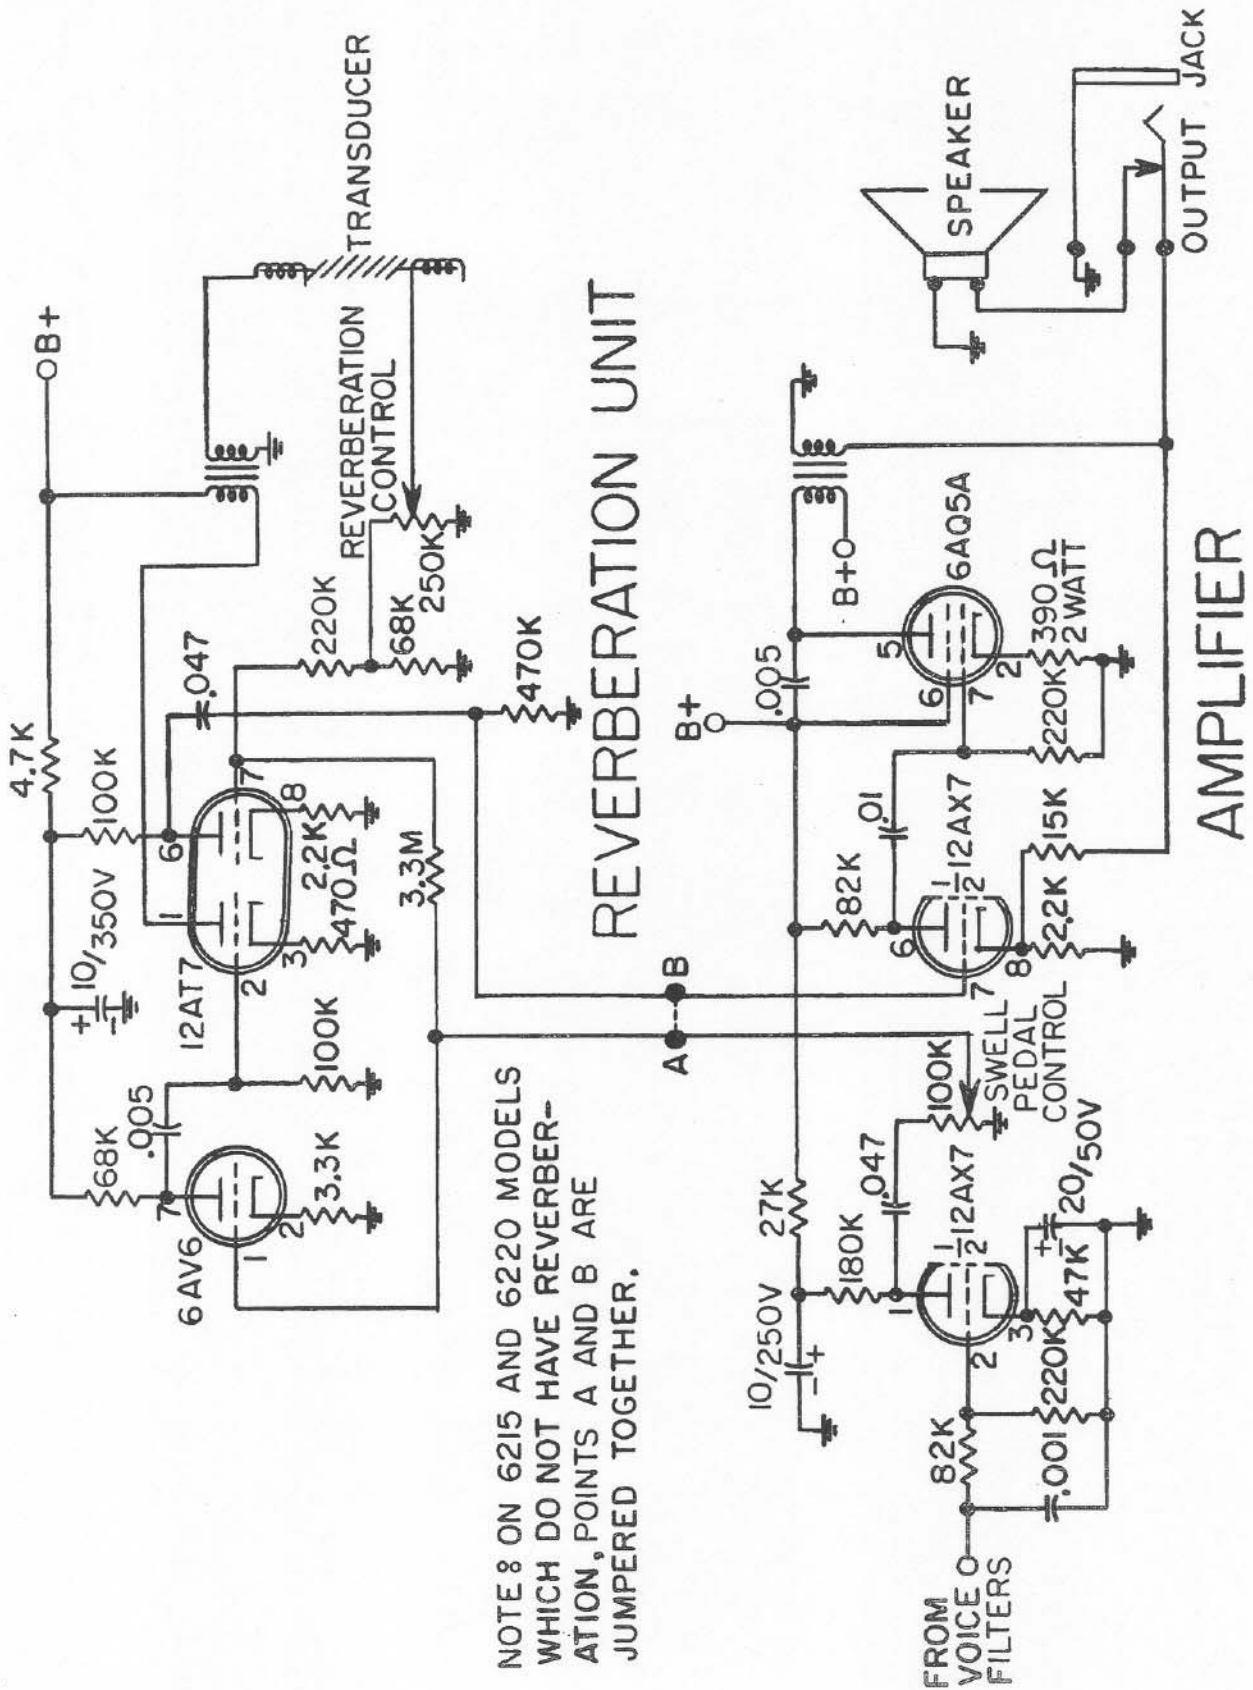 4.7K
B+
100K
10/350V
+
-
68K
.005
.047
6
1
7
8
12AT7
2
3
2.2K
470Ω
100K
220K
6AV6
7
1
2
3.3K
REVERBERATION
CONTROL
TRANSDUCER
68K
250K
3.3M
470K
REVERBERATION UNIT
NOTE: ON 6215 AND 6220 MODELS
WHICH DO NOT HAVE REVERBER-
ATION, POINTS A AND B ARE
JUMPERED TOGETHER.
A
B
B+
.005
B+
10/250V
-
+
27K
180K
.047
100K
SWELL
PEDAL
CONTROL
82K
.01
6
1/2 12AX7
7
8
2.2K
15K
5
6
7
2
6AQ5A
220K
390Ω
2 WATT
1
1/2 12AX7
2
3
+
-
20/50V
47K
220K
82K
.001
FROM
VOICE
FILTERS
SPEAKER
OUTPUT JACK
AMPLIFIER